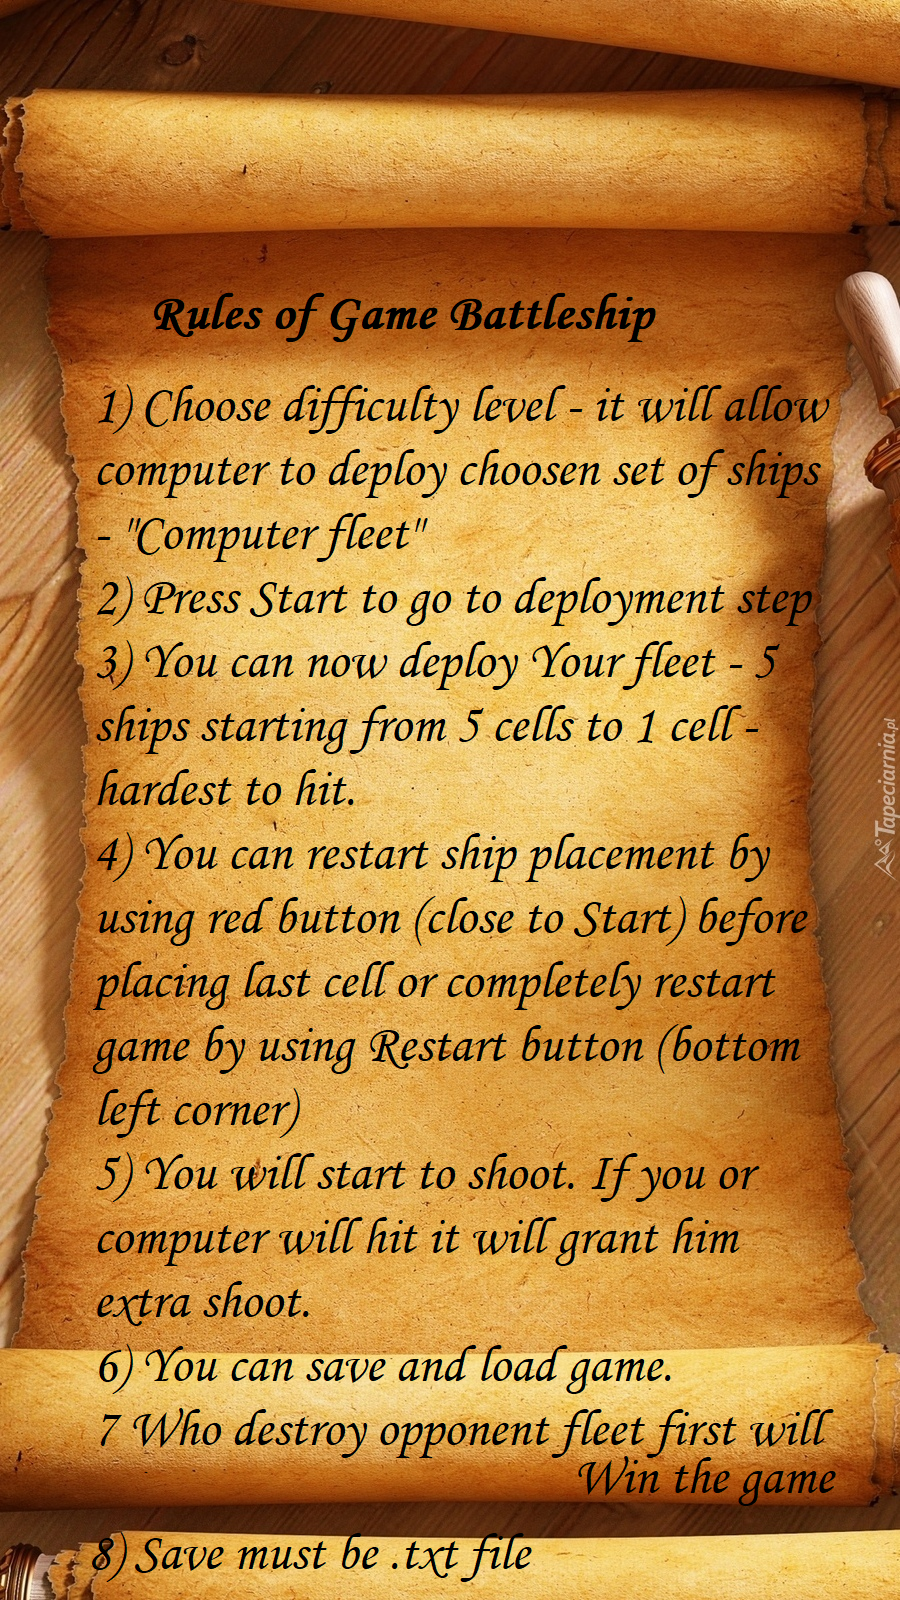 Rules of Game Battleship
1) Choose difficulty level - it will allow
computer to deploy choosen set of ships
- "Computer fleet"
2) Press Start to go to deployment step
3) You can now deploy Your fleet - 5
ships starting from 5 cells to 1 cell -
hardest to hit.
4) You can restart ship placement by
using red button (close to Start) before
placing last cell or completely restart
game by using Restart button (bottom
left corner)
5) You will start to shoot. If you or
computer will hit it will grant him
extra shoot.
6) You can save and load game.
7 Who destroy opponent fleet first will
Win the game
8) Save must be .txt file
Tapeciarnia.pl